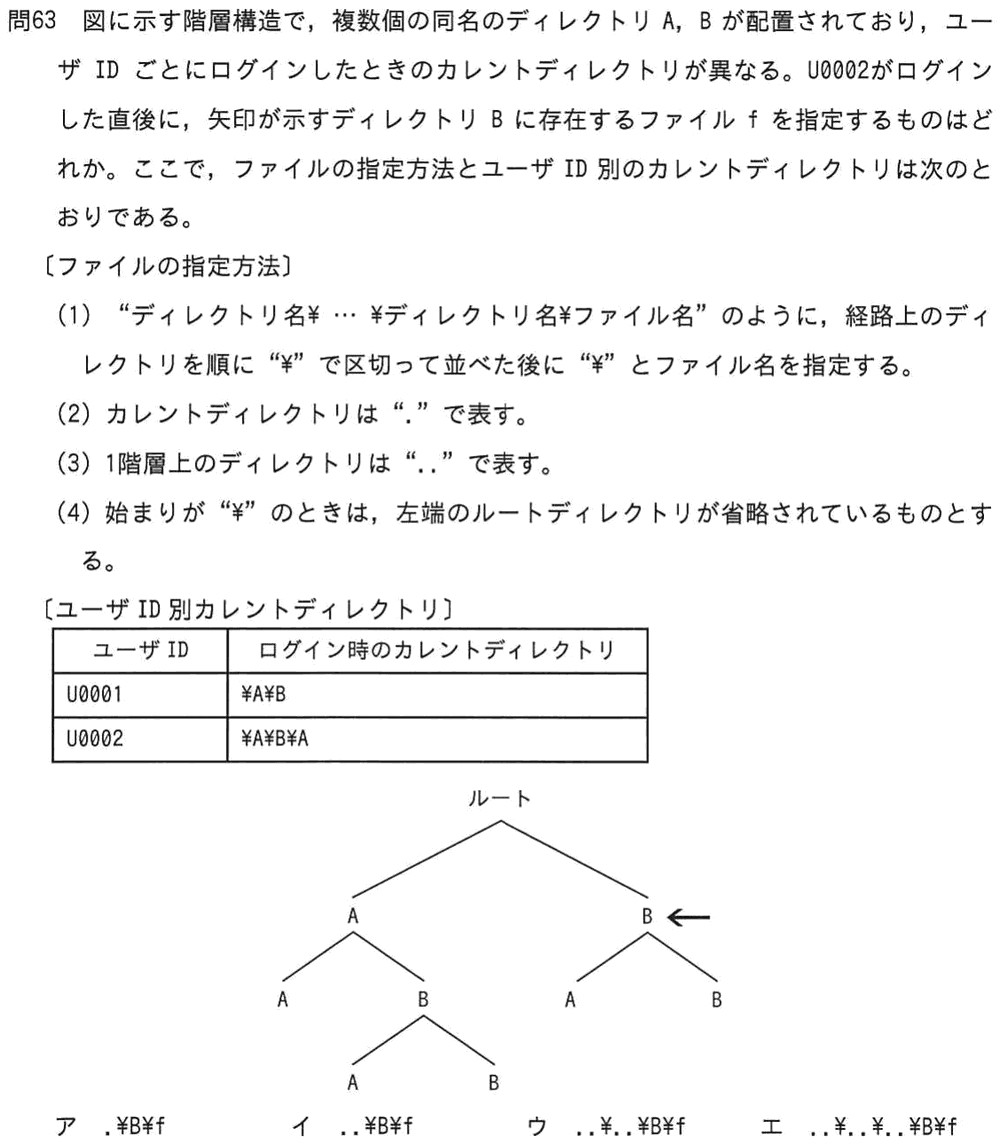 問63 図に示す階層構造で，複数個の同名のディレクトリ A，B が配置されており，ユー
ザ ID ごとにログインしたときのカレントディレクトリが異なる。U0002がログイン
した直後に，矢印が示すディレクトリ B に存在するファイル f を指定するものはど
れか。ここで，ファイルの指定方法とユーザ ID 別のカレントディレクトリは次のと
おりである。
〔ファイルの指定方法〕
(1) “ディレクトリ名¥ … ¥ディレクトリ名¥ファイル名” のように，経路上のディ
レクトリを順に “¥” で区切って並べた後に “¥” とファイル名を指定する。
(2) カレントディレクトリは “.” で表す。
(3) 1階層上のディレクトリは “..” で表す。
(4) 始まりが “¥” のときは，左端のルートディレクトリが省略されているものとす
る。
〔ユーザ ID 別カレントディレクトリ〕
ユーザ ID ログイン時のカレントディレクトリ
U0001 ¥A¥B
U0002 ¥A¥B¥A
ルート
A B ←
A B A B
A B
ア .¥B¥f イ ..¥B¥f ウ ..¥..¥B¥f エ ..¥..¥..¥B¥f